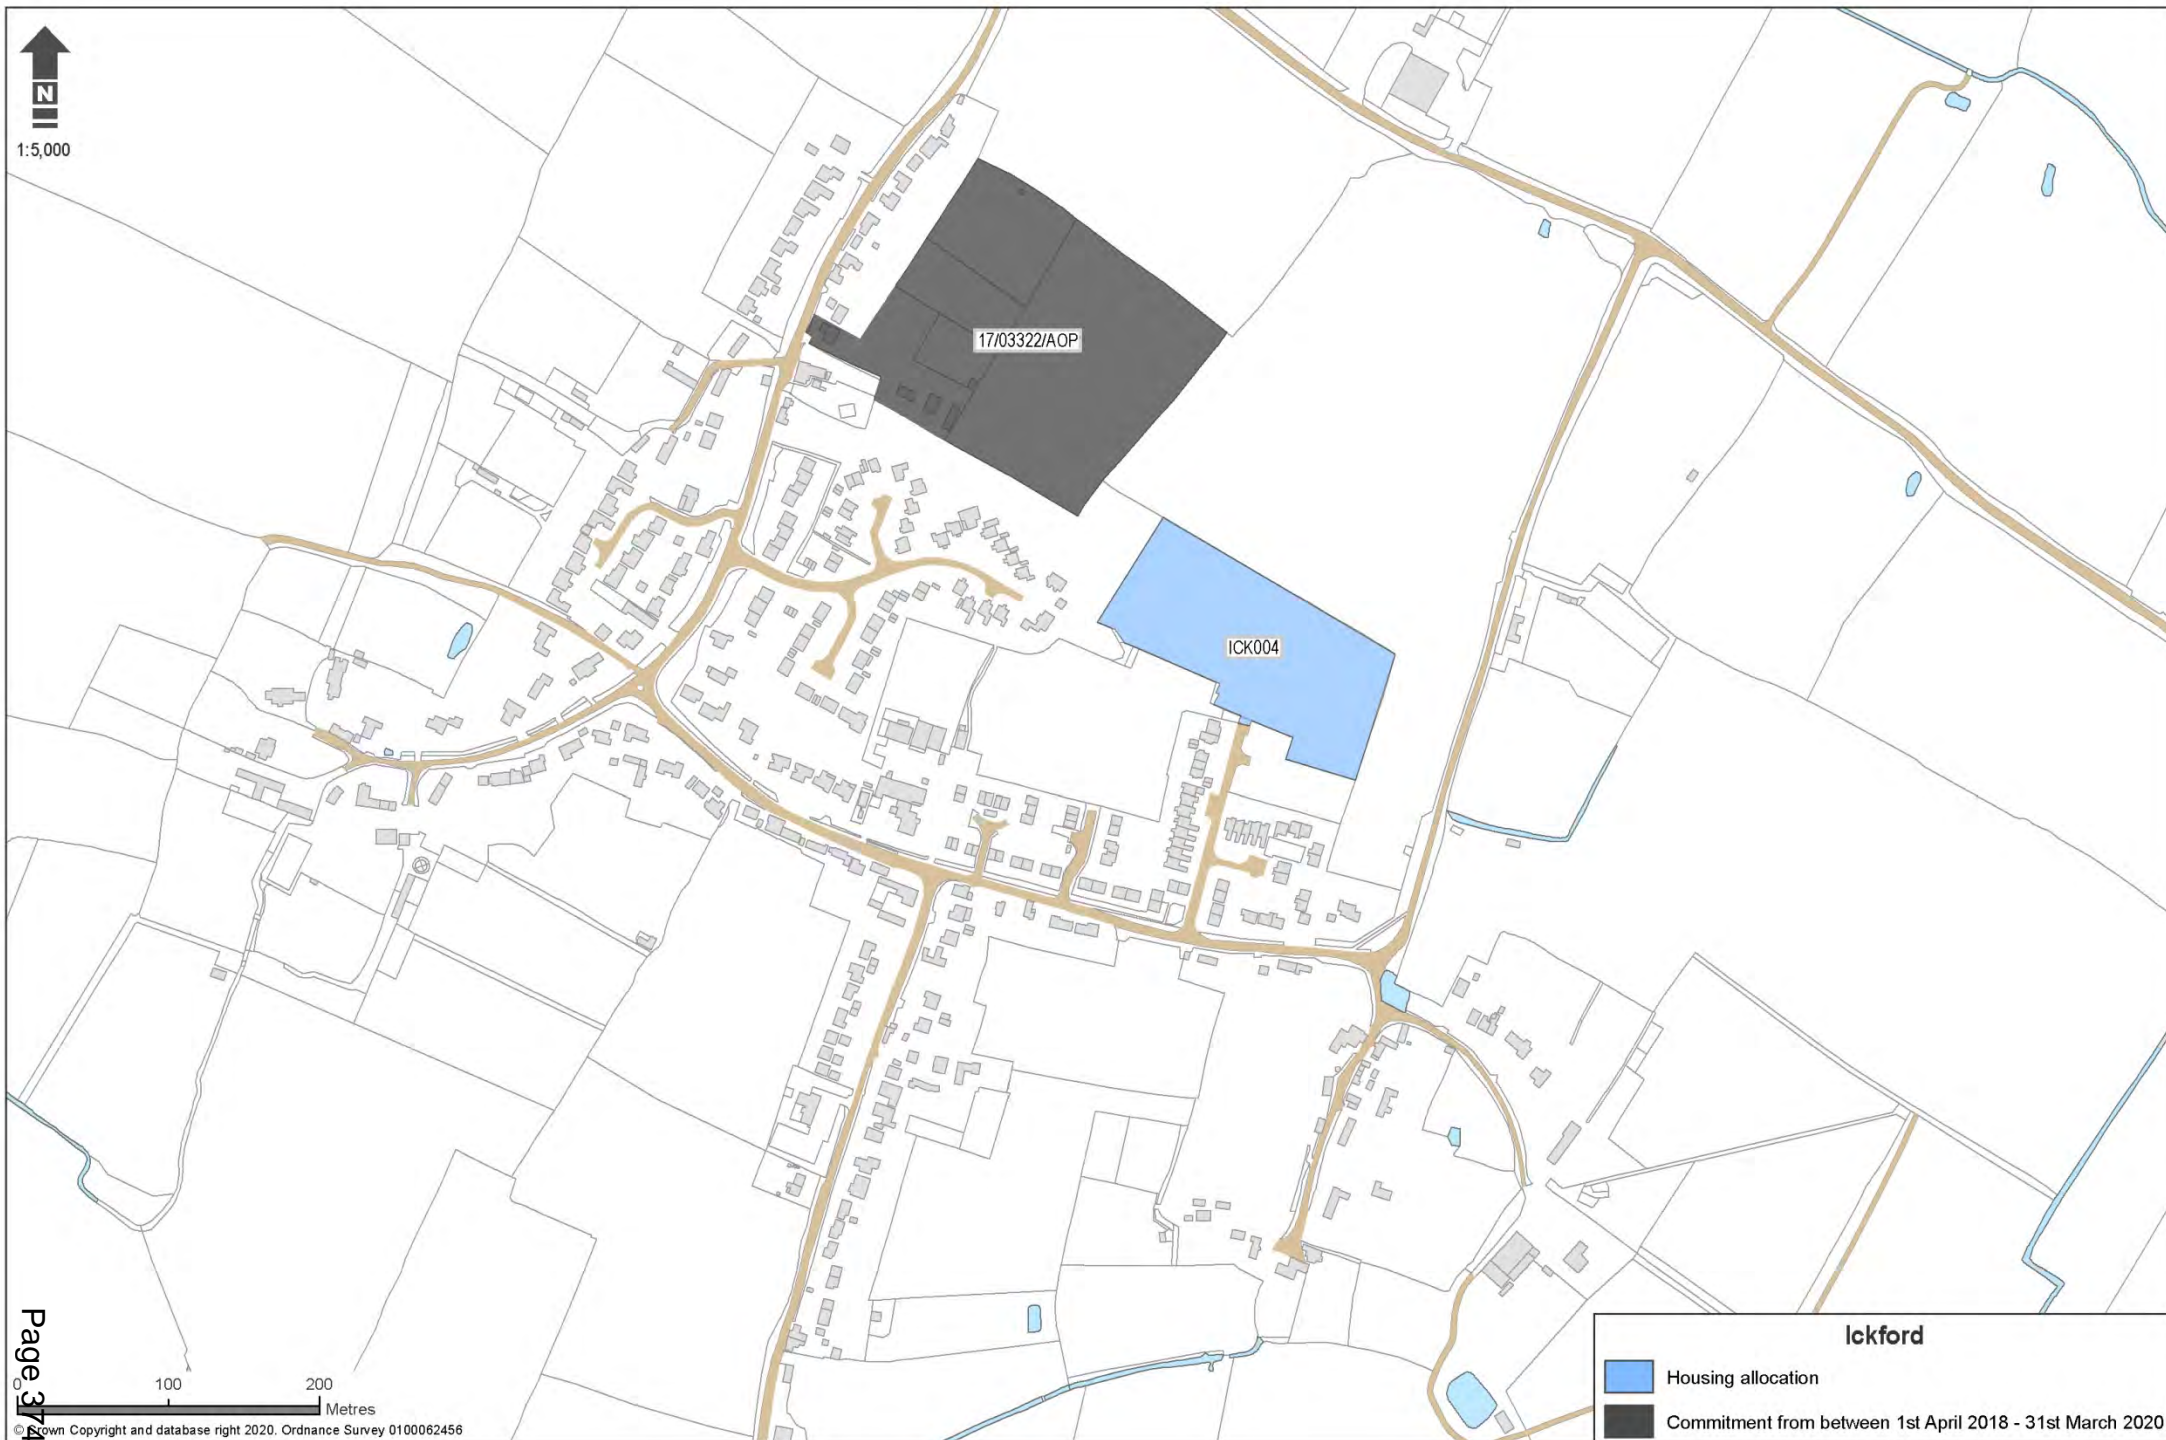 N
1:5,000
17/03322/AOP
ICK004
Page 374
0 100 200
Metres
© Crown Copyright and database right 2020. Ordnance Survey 0100062456
Ickford
Housing allocation
Commitment from between 1st April 2018 - 31st March 2020